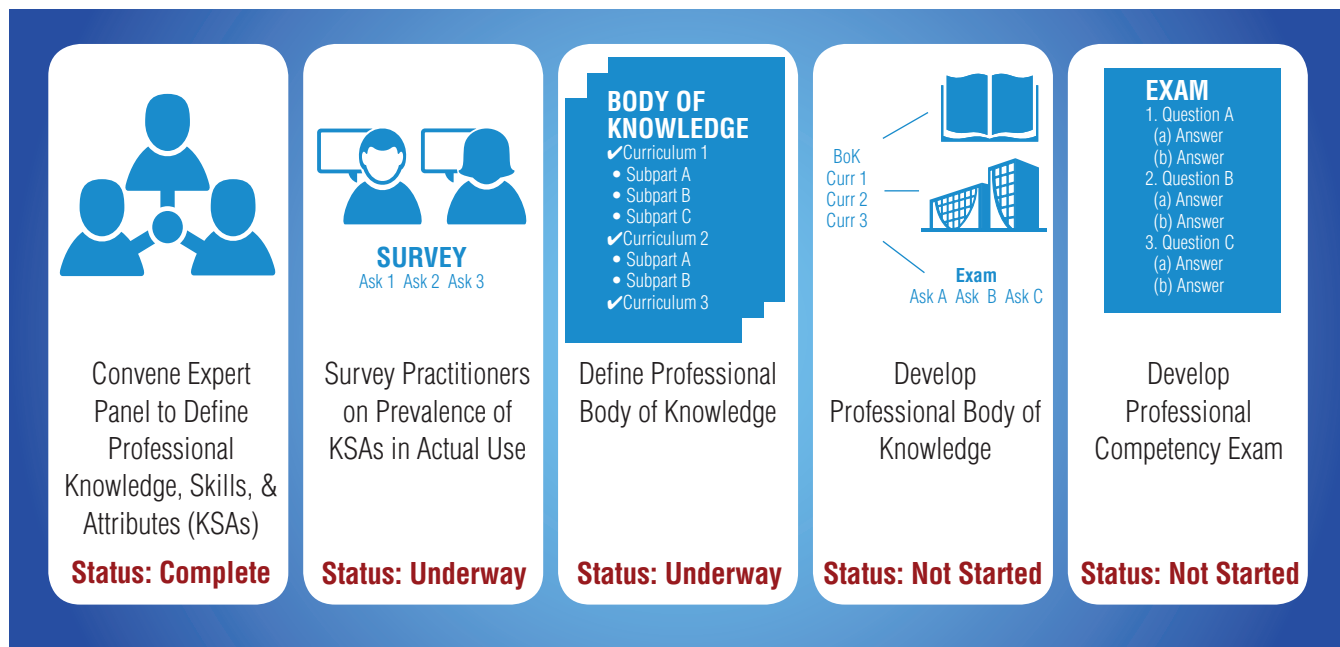 Convene Expert
Panel to Define
Professional
Knowledge, Skills, &
Attributes (KSAs)
Status: Complete
SURVEY
Ask 1 Ask 2 Ask 3
Survey Practitioners
on Prevalence of
KSAs in Actual Use
Status: Underway
BODY OF
KNOWLEDGE
✔Curriculum 1
• Subpart A
• Subpart B
• Subpart C
✔Curriculum 2
• Subpart A
• Subpart B
✔Curriculum 3
Define Professional
Body of Knowledge
Status: Underway
BoK
Curr 1
Curr 2
Curr 3
Exam
Ask A Ask B Ask C
Develop
Professional Body of
Knowledge
Status: Not Started
EXAM
1. Question A
(a) Answer
(b) Answer
2. Question B
(a) Answer
(b) Answer
3. Question C
(a) Answer
(b) Answer
Develop
Professional
Competency Exam
Status: Not Started